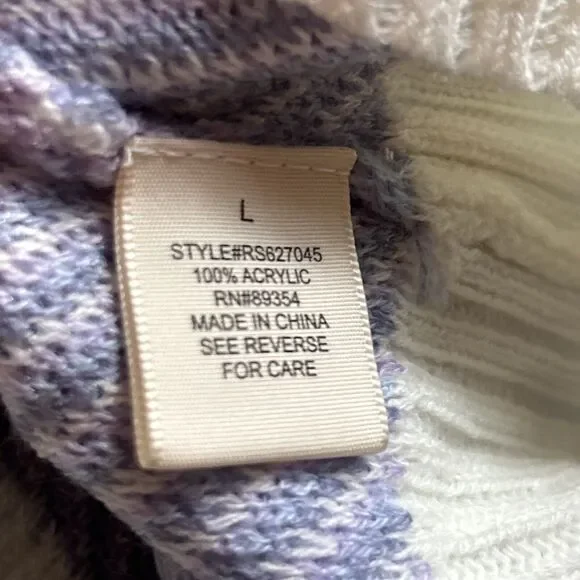 L
STYLE#RS627045
100% ACRYLIC
RN#89354
MADE IN CHINA
SEE REVERSE
FOR CARE